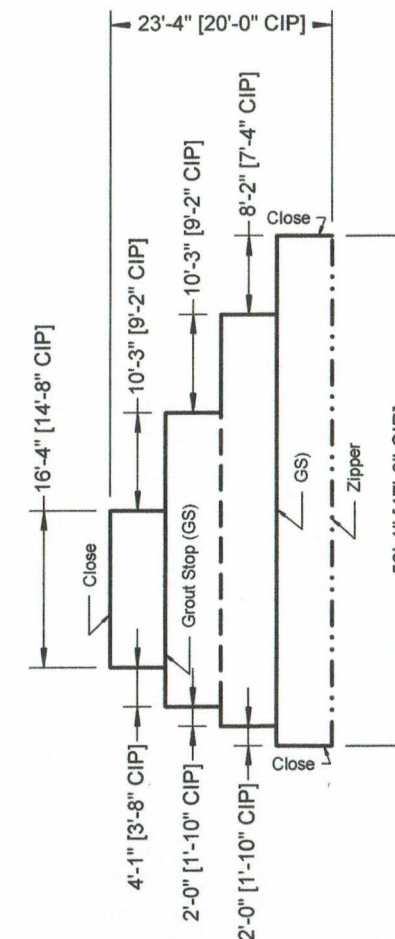 23'-4" [20'-0" CIP]
16'-4" [14'-8" CIP]
10'-3" [9'-2" CIP]
10'-3" [9'-2" CIP]
8'-2" [7'-4" CIP]
Close
Close
Grout Stop (GS)
GS)
Zipper
Close
4'-1" [3'-8" CIP]
2'-0" [1'-10" CIP]
2'-0" [1'-10" CIP]